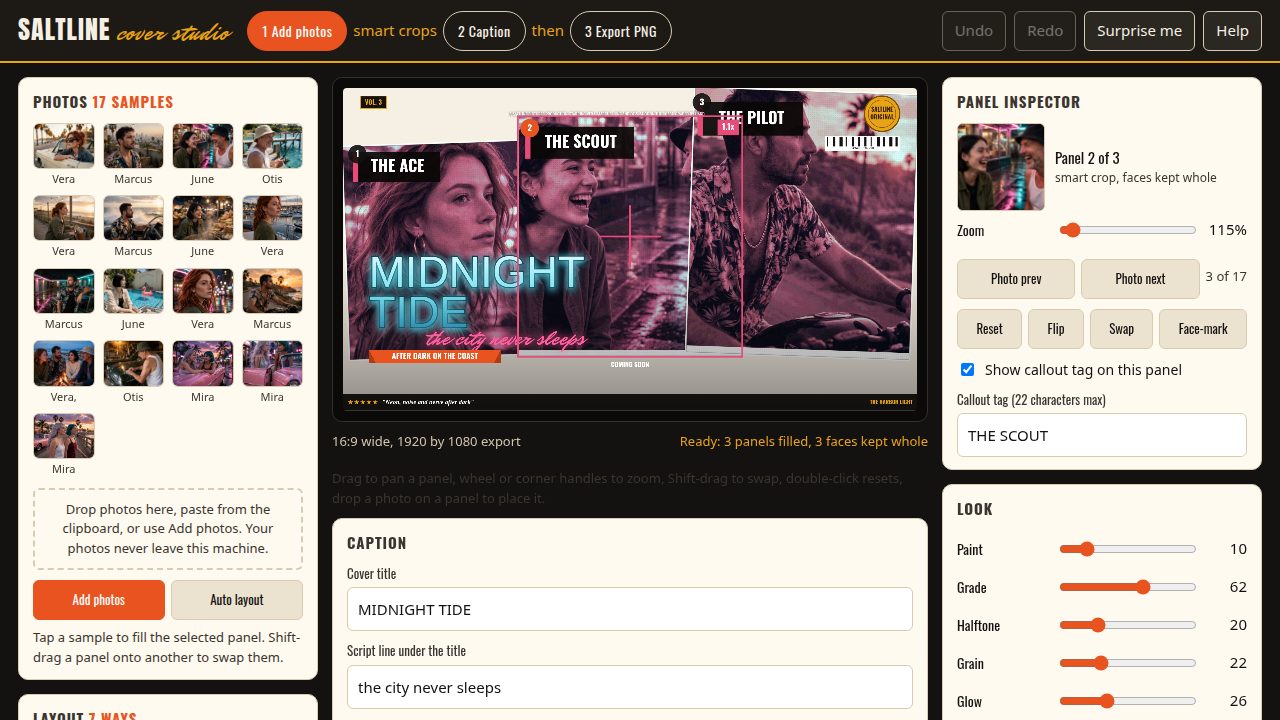 SALTLINE cover studio
1 Add photos smart crops 2 Caption then 3 Export PNG
Undo Redo Surprise me Help
PHOTOS 17 SAMPLES
Vera Marcus June Otis
Vera Marcus June Vera
Marcus June Vera Marcus
Vera, Otis Mira Mira
Mira
Drop photos here, paste from the
clipboard, or use Add photos. Your
photos never leave this machine.
Add photos Auto layout
Tap a sample to fill the selected panel. Shift-
drag a panel onto another to swap them.
LAYOUT 7 WAYS
VOL. 3
1 THE ACE
2 THE SCOUT
3 THE PILOT
1.1x
SALTLINE
ORIGINAL
MIDNIGHT
TIDE
the city never sleeps
AFTER DARK ON THE COAST
COMING SOON
★★★★★ "Neon, noise and nerve after dark"
THE HARBOR LIGHT
16:9 wide, 1920 by 1080 export
Ready: 3 panels filled, 3 faces kept whole
Drag to pan a panel, wheel or corner handles to zoom, Shift-drag to swap, double-click resets,
drop a photo on a panel to place it.
CAPTION
Cover title
MIDNIGHT TIDE
Script line under the title
the city never sleeps
PANEL INSPECTOR
Panel 2 of 3
smart crop, faces kept whole
Zoom 115%
Photo prev Photo next 3 of 17
Reset Flip Swap Face-mark
Show callout tag on this panel
Callout tag (22 characters max)
THE SCOUT
LOOK
Paint 10
Grade 62
Halftone 20
Grain 22
Glow 26